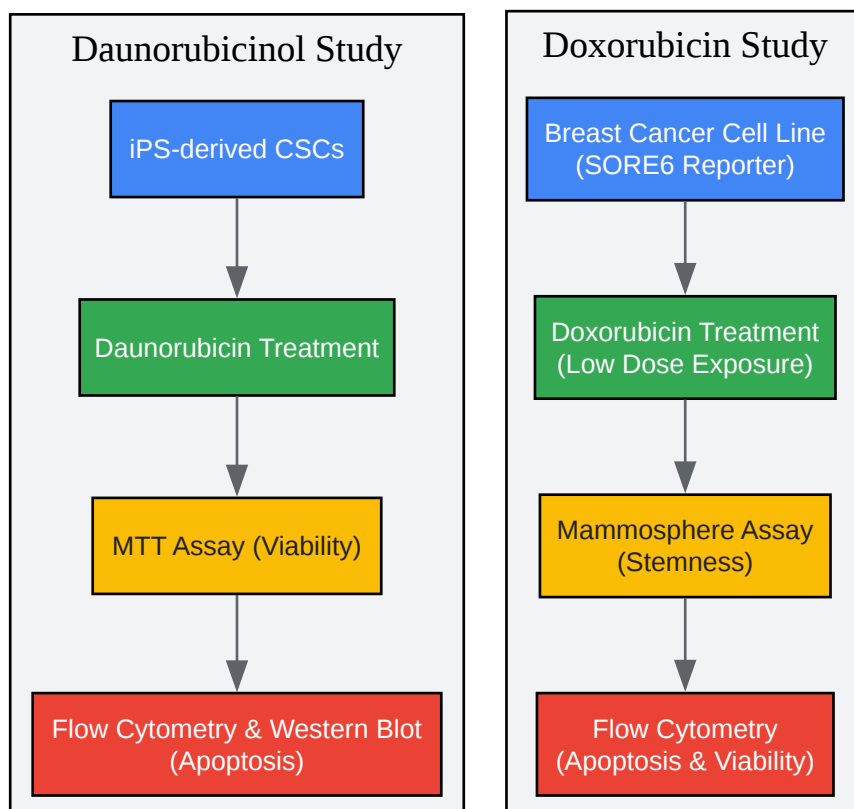 Daunorubicinol Study
iPS-derived CSCs
Daunorubicin Treatment
MTT Assay (Viability)
Flow Cytometry & Western Blot
(Apoptosis)
Doxorubicin Study
Breast Cancer Cell Line
(SORE6 Reporter)
Doxorubicin Treatment
(Low Dose Exposure)
Mammosphere Assay
(Stemness)
Flow Cytometry
(Apoptosis & Viability)